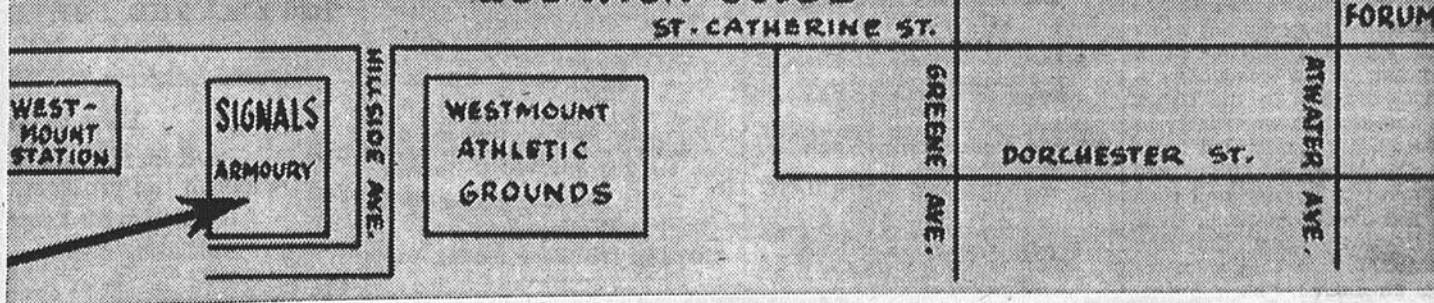 ST. CATHERINE ST.
FORUM
WEST-
MOUNT
STATION
SIGNALS
ARMOURY
HILLSIDE AVE.
WESTMOUNT
ATHLETIC
GROUNDS
GREENE AVE.
DORCHESTER ST.
ATWATER AVE.